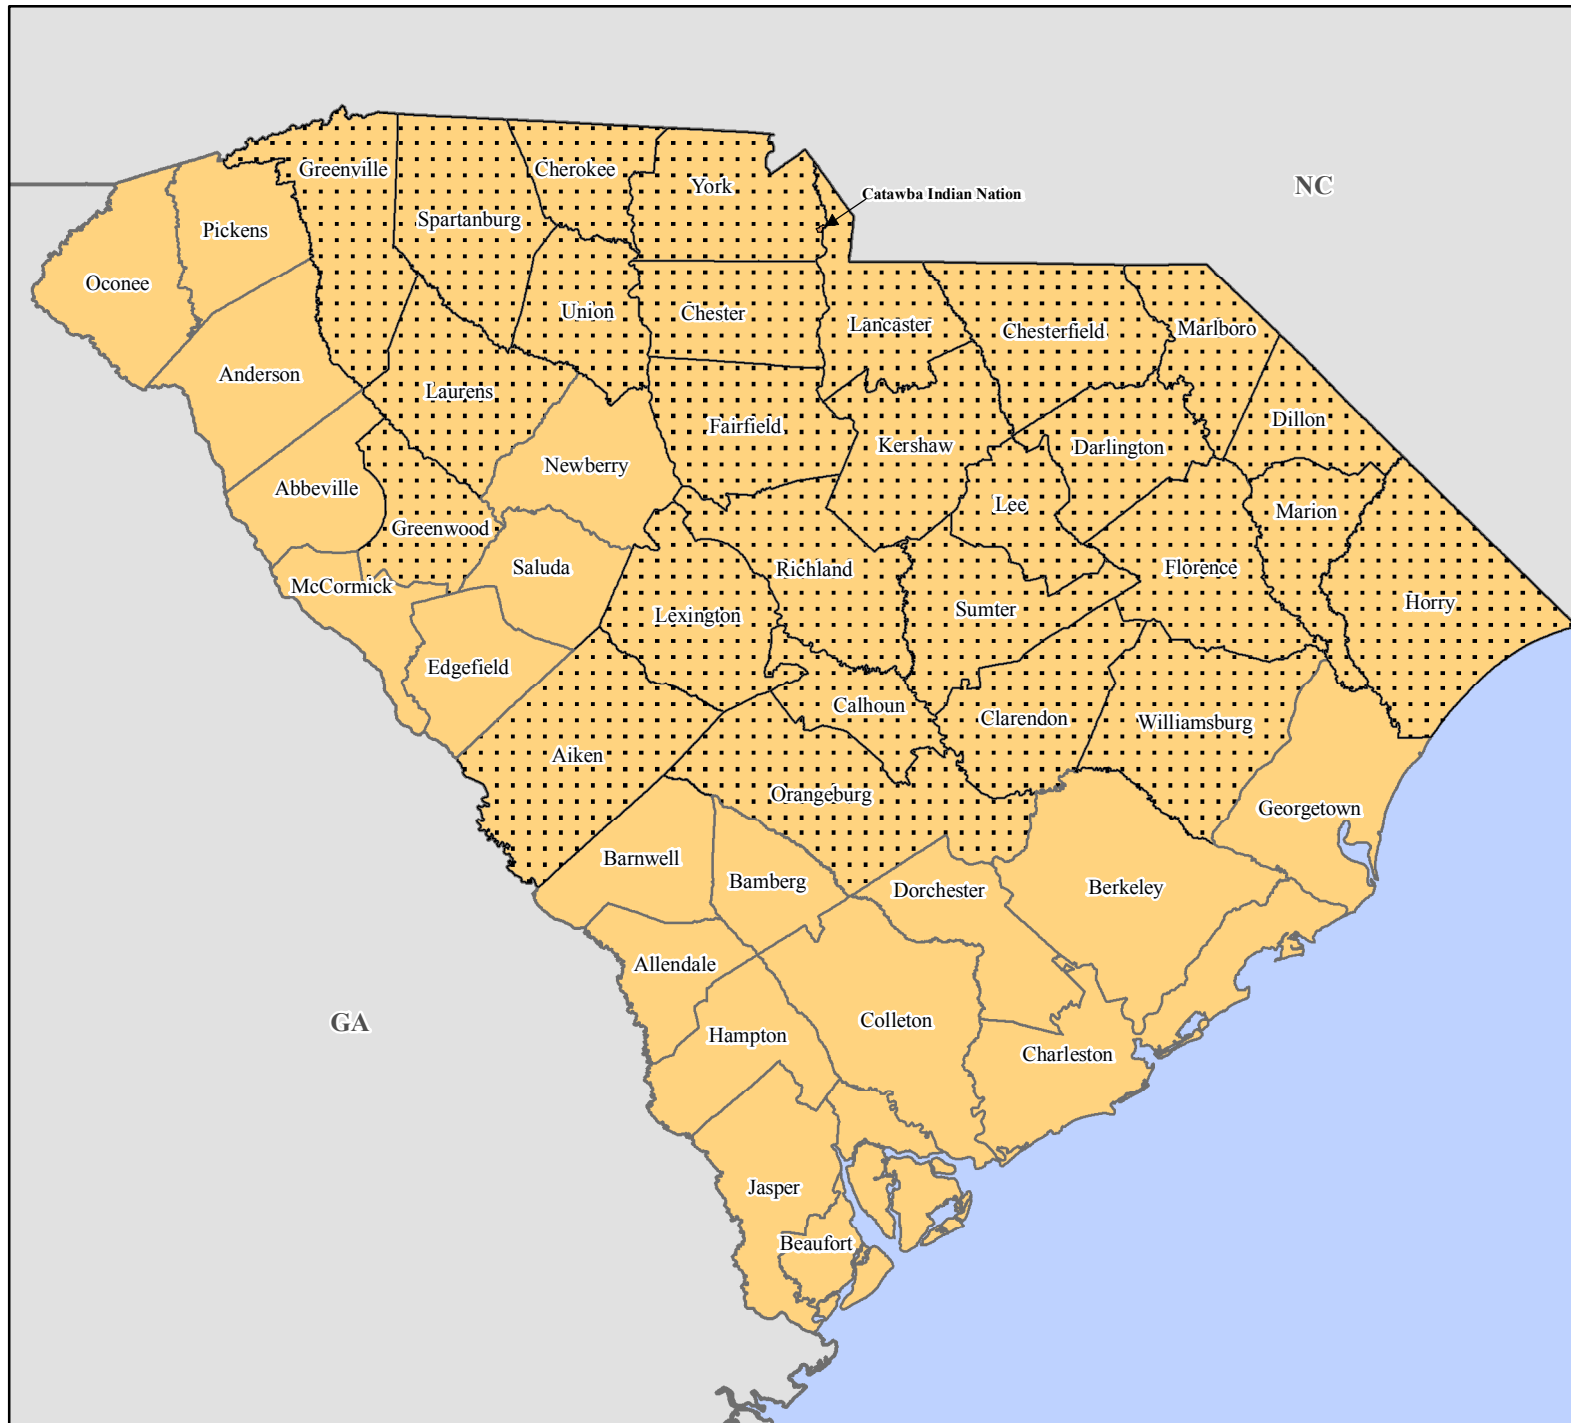 Greenville
Cherokee
York
NC
Catawba Indian Nation
Spartanburg
Pickens
Oconee
Union
Chester
Lancaster
Chesterfield
Marlboro
Anderson
Laurens
Fairfield
Dillon
Kershaw
Darlington
Newberry
Abbeville
Greenwood
Lee
Marion
Saluda
Richland
Florence
McCormick
Lexington
Sumter
Horry
Edgefield
Calhoun
Clarendon
Williamsburg
Aiken
Orangeburg
Georgetown
Barnwell
Bamberg
Dorchester
Berkeley
Allendale
GA
Hampton
Colleton
Charleston
Jasper
Beaufort